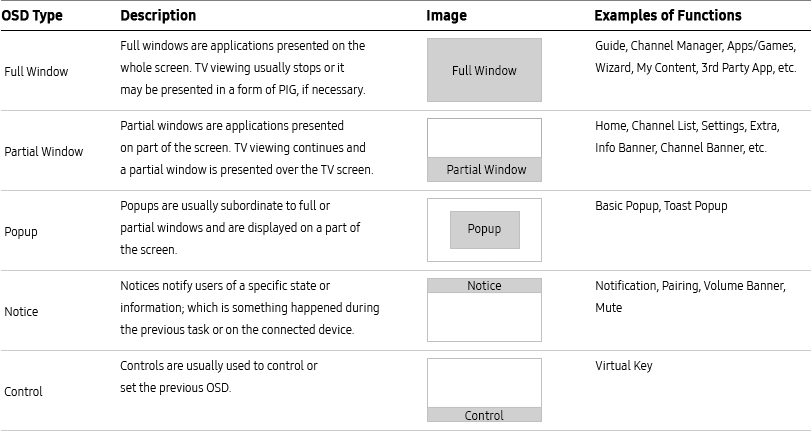 OSD Type Description Image Examples of Functions
Full Window
Full windows are applications presented on the
whole screen. TV viewing usually stops or it
may be presented in a form of PIG, if necessary.
Full Window
Guide, Channel Manager, Apps/Games,
Wizard, My Content, 3rd Party App, etc.
Partial Window
Partial windows are applications presented
on part of the screen. TV viewing continues and
a partial window is presented over the TV screen.
Partial Window
Home, Channel List, Settings, Extra,
Info Banner, Channel Banner, etc.
Popup
Popups are usually subordinate to full or
partial windows and are displayed on a part of
the screen.
Popup
Basic Popup, Toast Popup
Notice
Notices notify users of a specific state or
information; which is something happened during
the previous task or on the connected device.
Notice
Notification, Pairing, Volume Banner,
Mute
Control
Controls are usually used to control or
set the previous OSD.
Control
Virtual Key